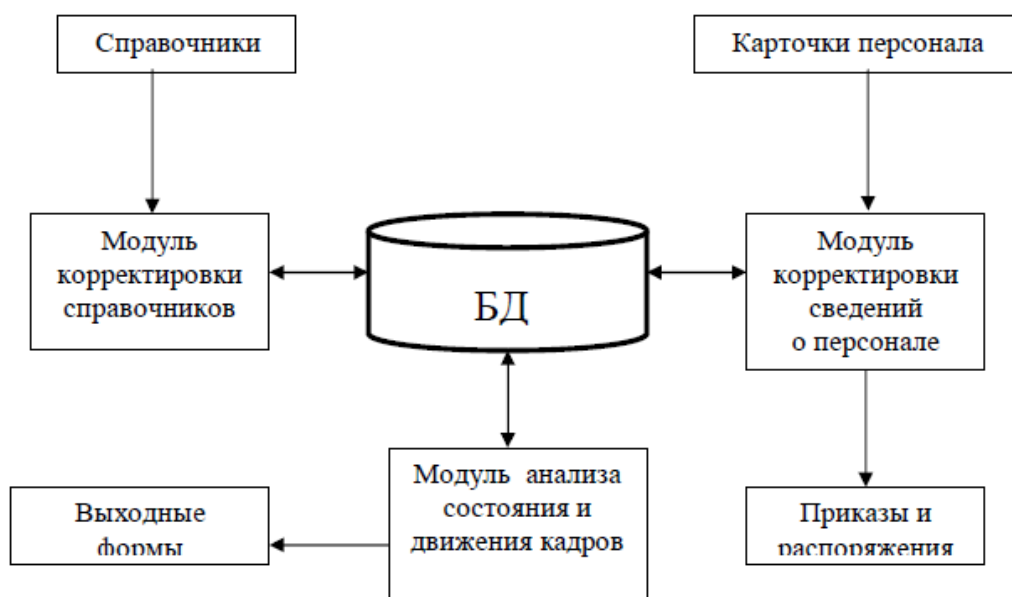 Справочники
Карточки персонала
Модуль
корректировки
справочников
БД
Модуль
корректировки
сведений
о персонале
Модуль анализа
состояния и
движения кадров
Выходные
формы
Приказы и
распоряжения